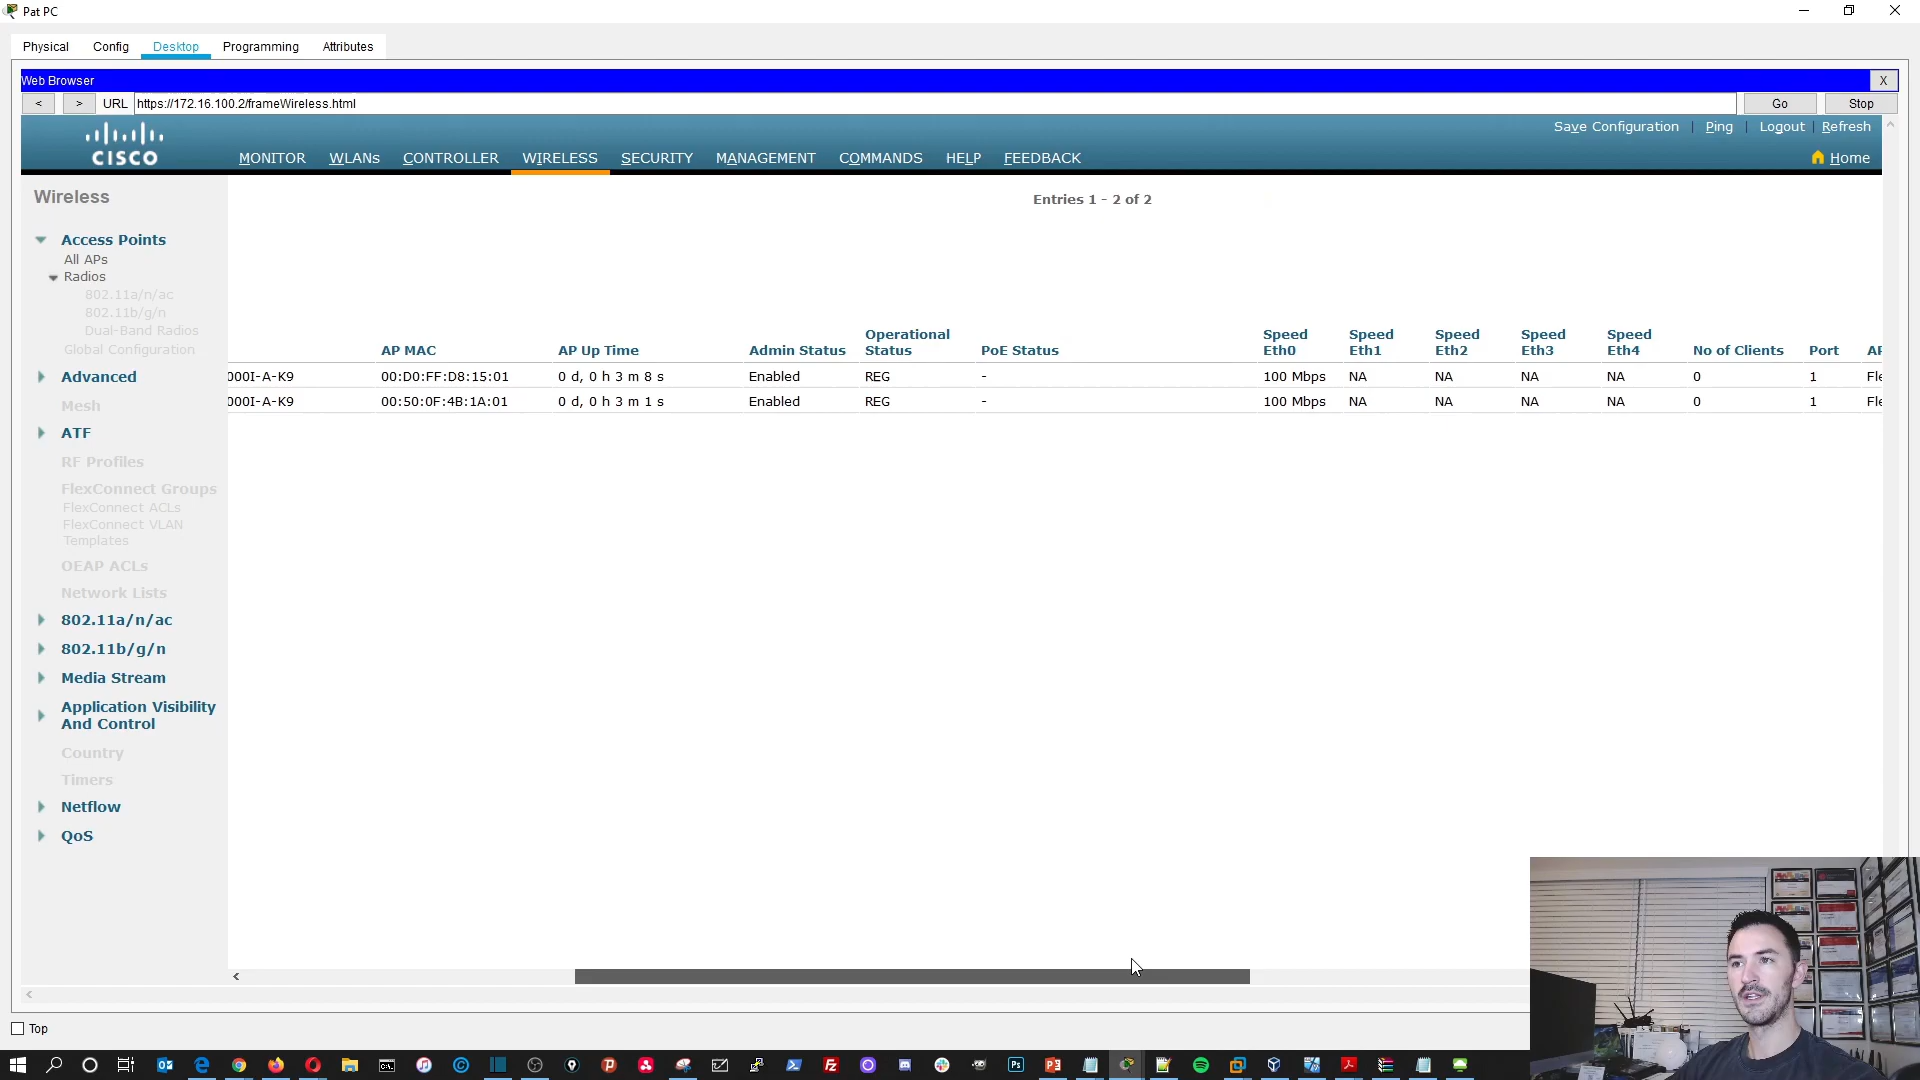 Pat PC
Physical Config Desktop Programming Attributes
Web Browser X
< > URL https://172.16.100.2/frameWireless.html Go Stop
Save Configuration | Ping | Logout | Refresh
CISCO
MONITOR WLANs CONTROLLER WIRELESS SECURITY MANAGEMENT COMMANDS HELP FEEDBACK Home
Wireless
Access Points
All APs
Radios
802.11a/n/ac
802.11b/g/n
Dual-Band Radios
Global Configuration
Advanced
Mesh
ATF
RF Profiles
FlexConnect Groups
FlexConnect ACLs
FlexConnect VLAN
Templates
OEAP ACLs
Network Lists
802.11a/n/ac
802.11b/g/n
Media Stream
Application Visibility
And Control
Country
Timers
Netflow
QoS
Entries 1 - 2 of 2
Operational Speed Speed Speed Speed Speed
AP MAC AP Up Time Admin Status Status PoE Status Eth0 Eth1 Eth2 Eth3 Eth4 No of Clients Port AP
000I-A-K9 00:D0:FF:D8:15:01 0 d, 0 h 3 m 8 s Enabled REG - 100 Mbps NA NA NA NA 0 1 Fle
000I-A-K9 00:50:0F:4B:1A:01 0 d, 0 h 3 m 1 s Enabled REG - 100 Mbps NA NA NA NA 0 1 Fle
Top